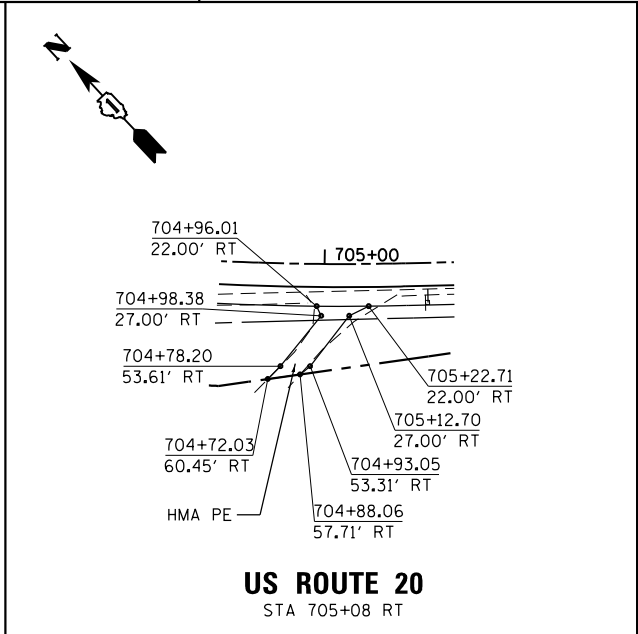 N
704+96.01
22.00' RT
705+00
704+98.38
27.00' RT
704+78.20
53.61' RT
705+22.71
22.00' RT
705+12.70
27.00' RT
704+72.03
60.45' RT
704+93.05
53.31' RT
HMA PE
704+88.06
57.71' RT
US ROUTE 20
STA 705+08 RT